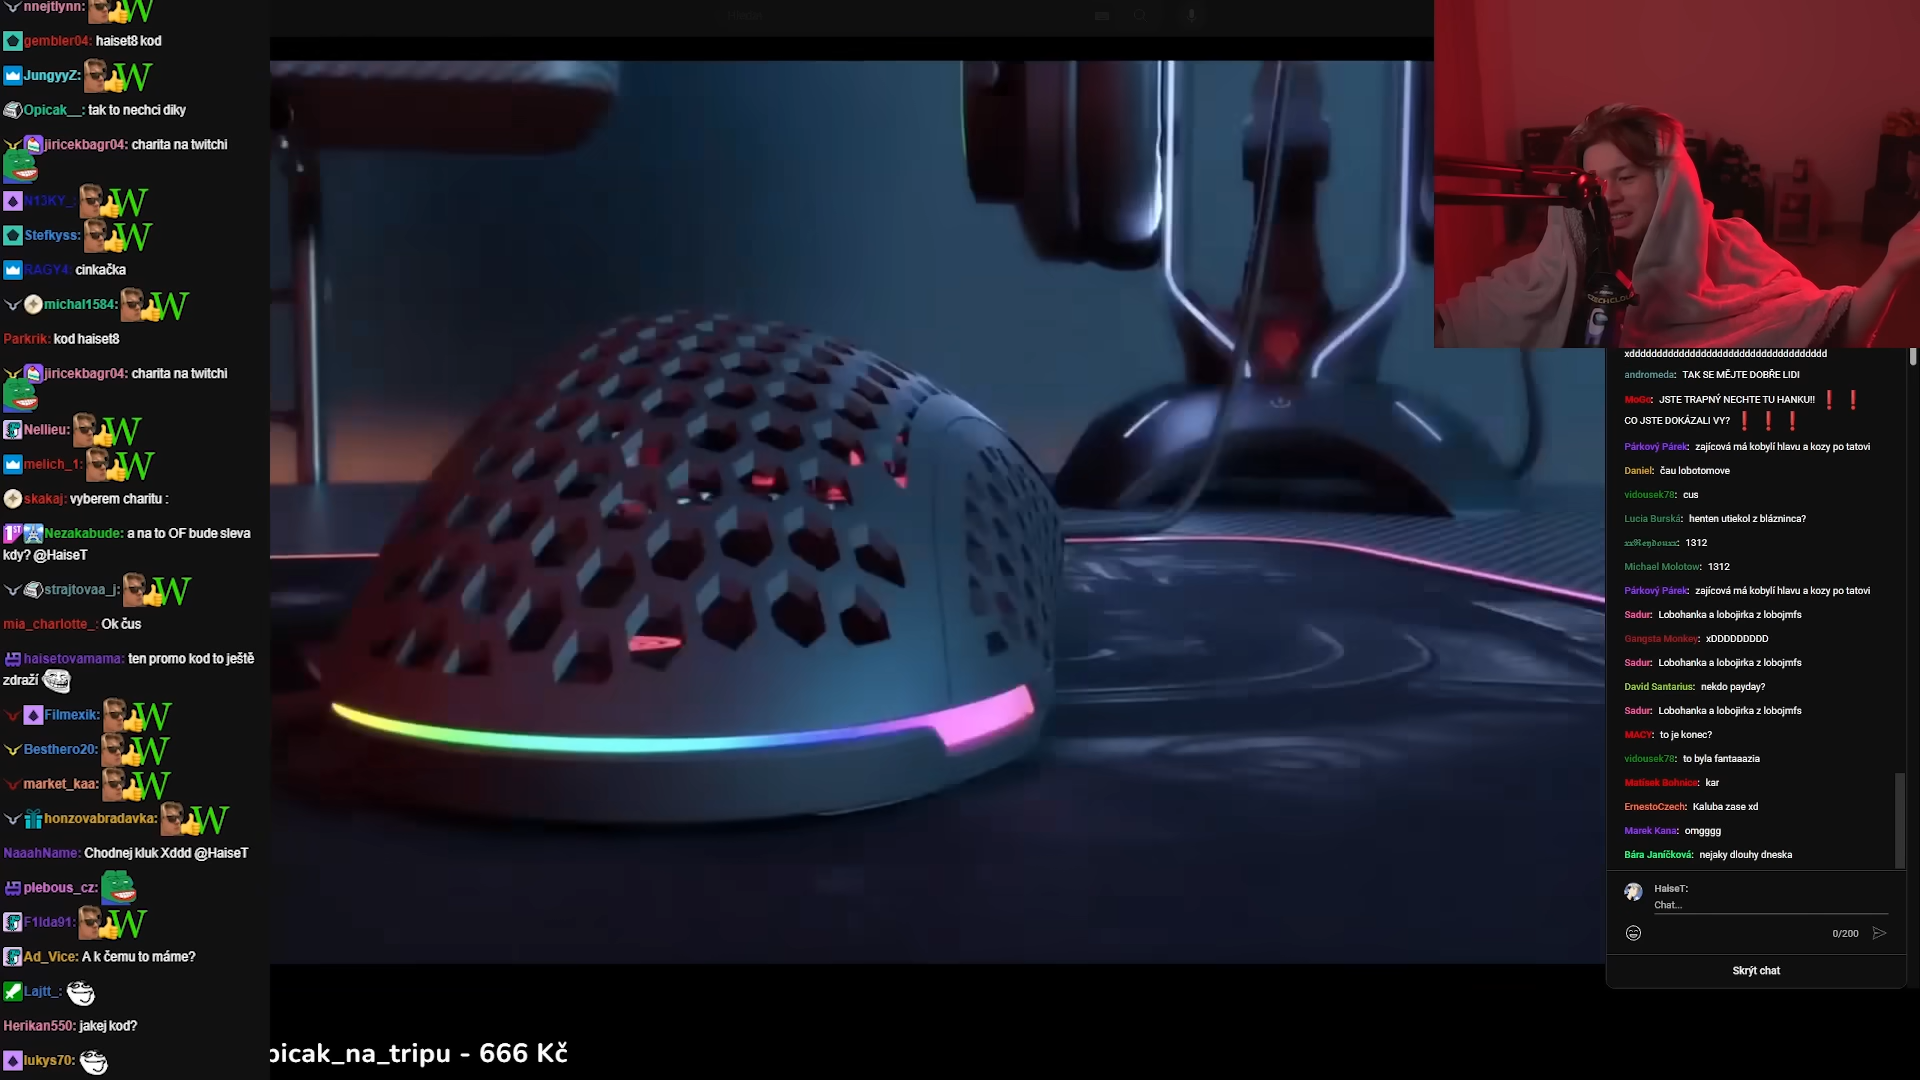 nnejtlynn:
gembler04: haiset8 kod
JungyyZ:
Opicak__: tak to nechci diky
jiricekbagr04: charita na twitchi
N13KY_:
Stefkyss:
RAGY4: cinkačka
michal1584:
Parkrik: kod haiset8
jiricekbagr04: charita na twitchi
Nellieu:
melich_1:
skakaj: vyberem charitu :
1ST Nezakabude: a na to OF bude sleva
kdy? @HaiseT
strajtovaa_j:
mia_charlotte_: Ok čus
haisetovamama: ten promo kod to ještě
zdraží
Filmexik:
Besthero20:
market_kaa:
honzovabradavka:
NaaahName: Chodnej kluk Xddd @HaiseT
plebous_cz:
F1lda91:
Ad_Vice: A k čemu to máme?
Lajtt_:
Herikan550: jakej kod?
lukys70:
picak_na_tripu - 666 Kč
CZECHCLOUD
andromeda: TAK SE MĚJTE DOBŘE LIDI
MoGo: JSTE TRAPNÝ NECHTE TU HANKU!! ❗ ❗
CO JSTE DOKÁZALI VY? ❗ ❗ ❗
Párkový Párek: zajícová má kobylí hlavu a kozy po tatovi
Daniel: čau lobotomove
vidousek78: cus
Lucia Burská: henten utiekol z blázninca?
1312
Michael Molotow: 1312
Párkový Párek: zajícová má kobylí hlavu a kozy po tatovi
Sadur: Lobohanka a lobojirka z lobojmfs
Gangsta Monkey: xDDDDDDDDD
Sadur: Lobohanka a lobojirka z lobojmfs
David Santarius: nekdo payday?
Sadur: Lobohanka a lobojirka z lobojmfs
MACY: to je konec?
vidousek78: to byla fantaaazia
Matísek Bohnice: kar
ErnestoCzech: Kaluba zase xd
Marek Kana: omgggg
Bára Janíčková: nejaky dlouhy dneska
HaiseT:
Chat...
0/200
Skrýt chat